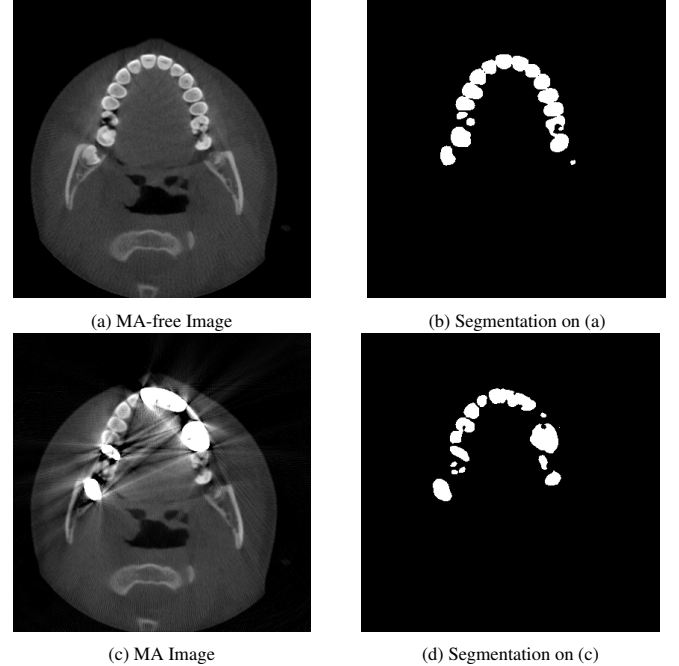 (a) MA-free Image
(b) Segmentation on (a)
(c) MA Image
(d) Segmentation on (c)